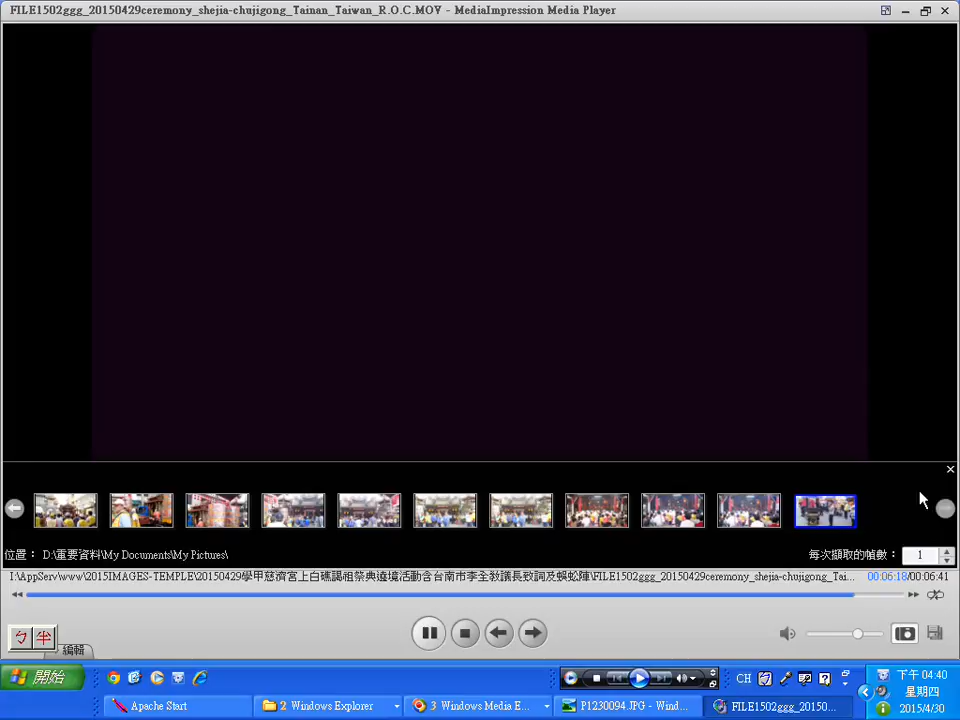 FILE1502ggg_20150429ceremony_shejia-chujigong_Tainan_Taiwan_R.O.C.MOV - MediaImpression Media Player
位置： D:\重要資料\My Documents\My Pictures\
每次擷取的幀數： 1
I:\AppServ\www\2015IMAGES-TEMPLE\20150429學甲慈濟宮上白礁謁祖祭典遶境活動含台南市李全敎議長致詞及蜈蚣陣\FILE1502ggg_20150429ceremony_shejia-chujigong_Tai... 00:06:18/00:06:41
ㄅ 半
編輯
開始
CH
下午 04:40
星期四
2015/4/30
Apache Start
2 Windows Explorer
3 Windows Media E...
P1230094.JPG - Wind...
FILE1502ggg_20150...